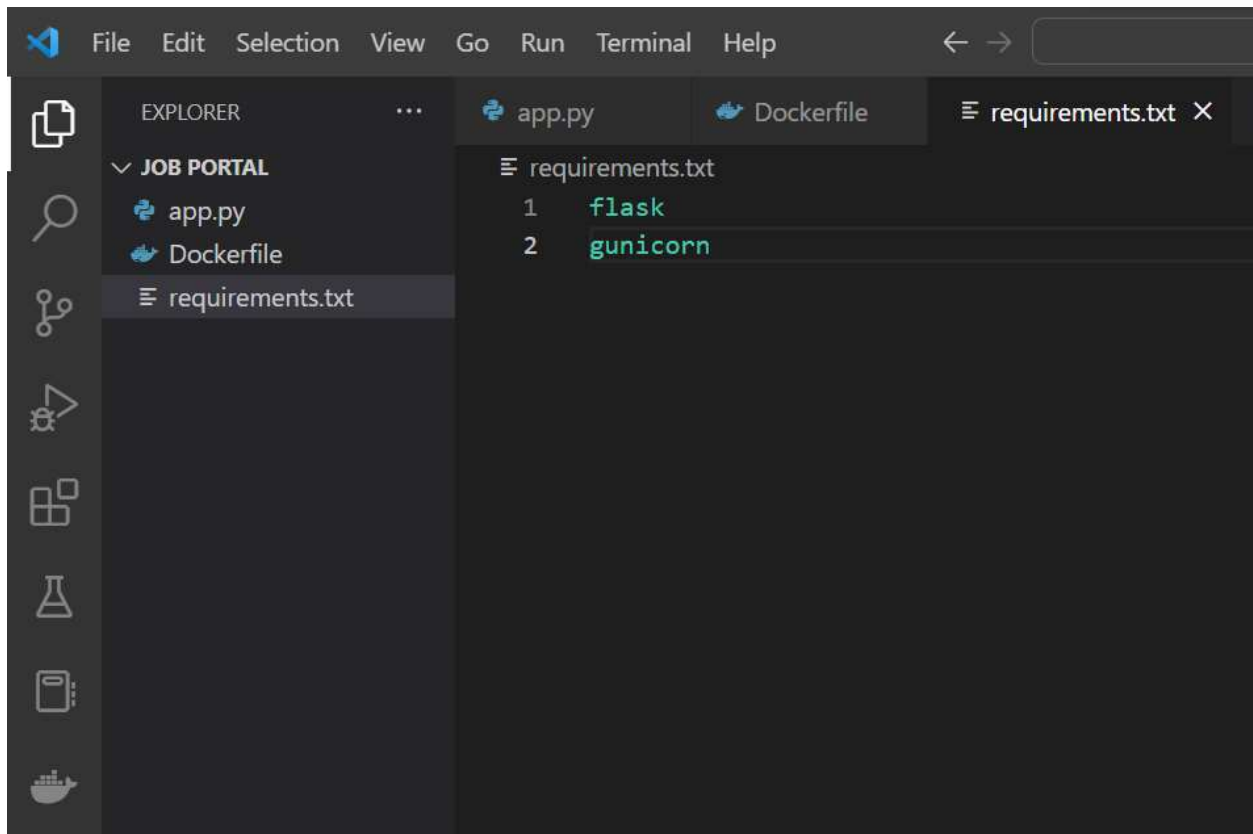 File Edit Selection View Go Run Terminal Help
EXPLORER
JOB PORTAL
app.py
Dockerfile
requirements.txt
app.py Dockerfile requirements.txt
requirements.txt
1 flask
2 gunicorn